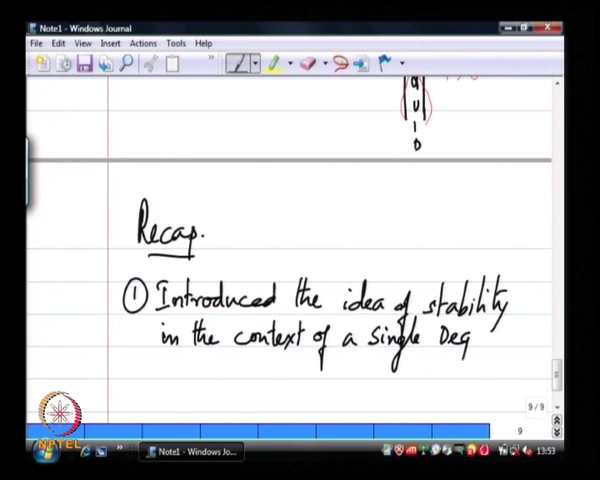 Note1 - Windows Journal
File Edit View Insert Actions Tools Help
U
I
D
Recap.
① Introduced the idea of stability
in the context of a single Deg
9/9
9
NPTEL
Note1 - Windows Jo...
13:53